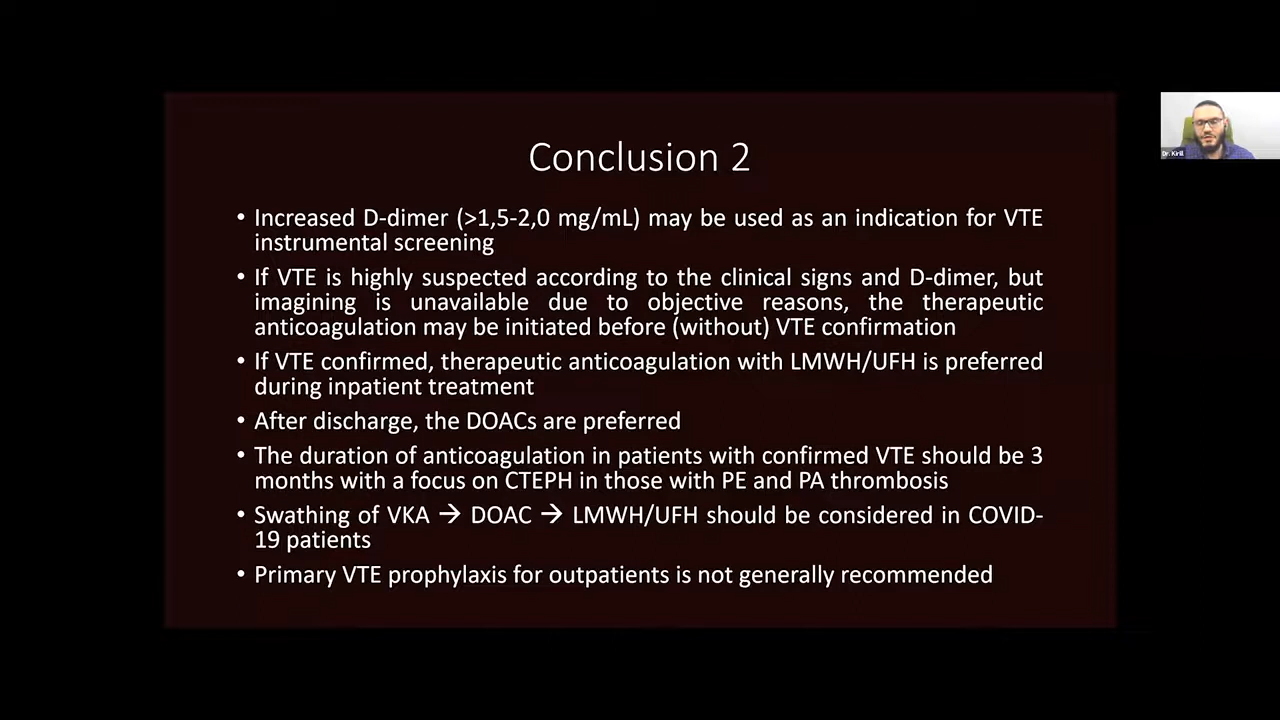 Conclusion 2
• Increased D-dimer (>1,5-2,0 mg/mL) may be used as an indication for VTE
instrumental screening
• If VTE is highly suspected according to the clinical signs and D-dimer, but
imagining is unavailable due to objective reasons, the therapeutic
anticoagulation may be initiated before (without) VTE confirmation
• If VTE confirmed, therapeutic anticoagulation with LMWH/UFH is preferred
during inpatient treatment
• After discharge, the DOACs are preferred
• The duration of anticoagulation in patients with confirmed VTE should be 3
months with a focus on CTEPH in those with PE and PA thrombosis
• Swathing of VKA → DOAC → LMWH/UFH should be considered in COVID-
19 patients
• Primary VTE prophylaxis for outpatients is not generally recommended
Dr. Kirill